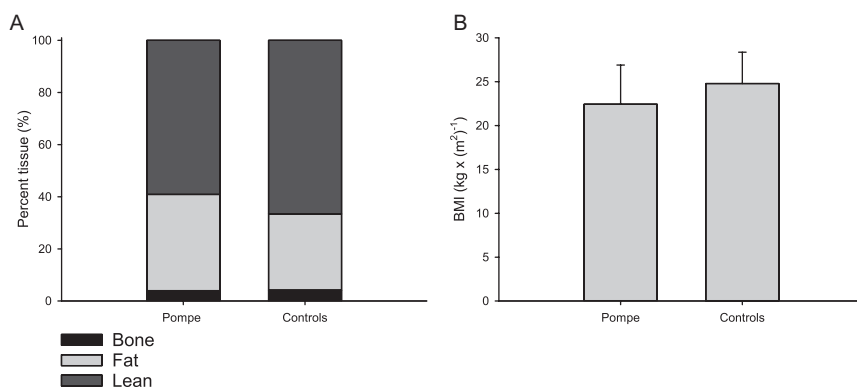 A
Percent tissue (%)
100
80
60
40
20
0
Pompe
Controls
Bone
Fat
Lean
B
BMI (kg x (m²)⁻¹)
30
25
20
15
10
5
0
Pompe
Controls